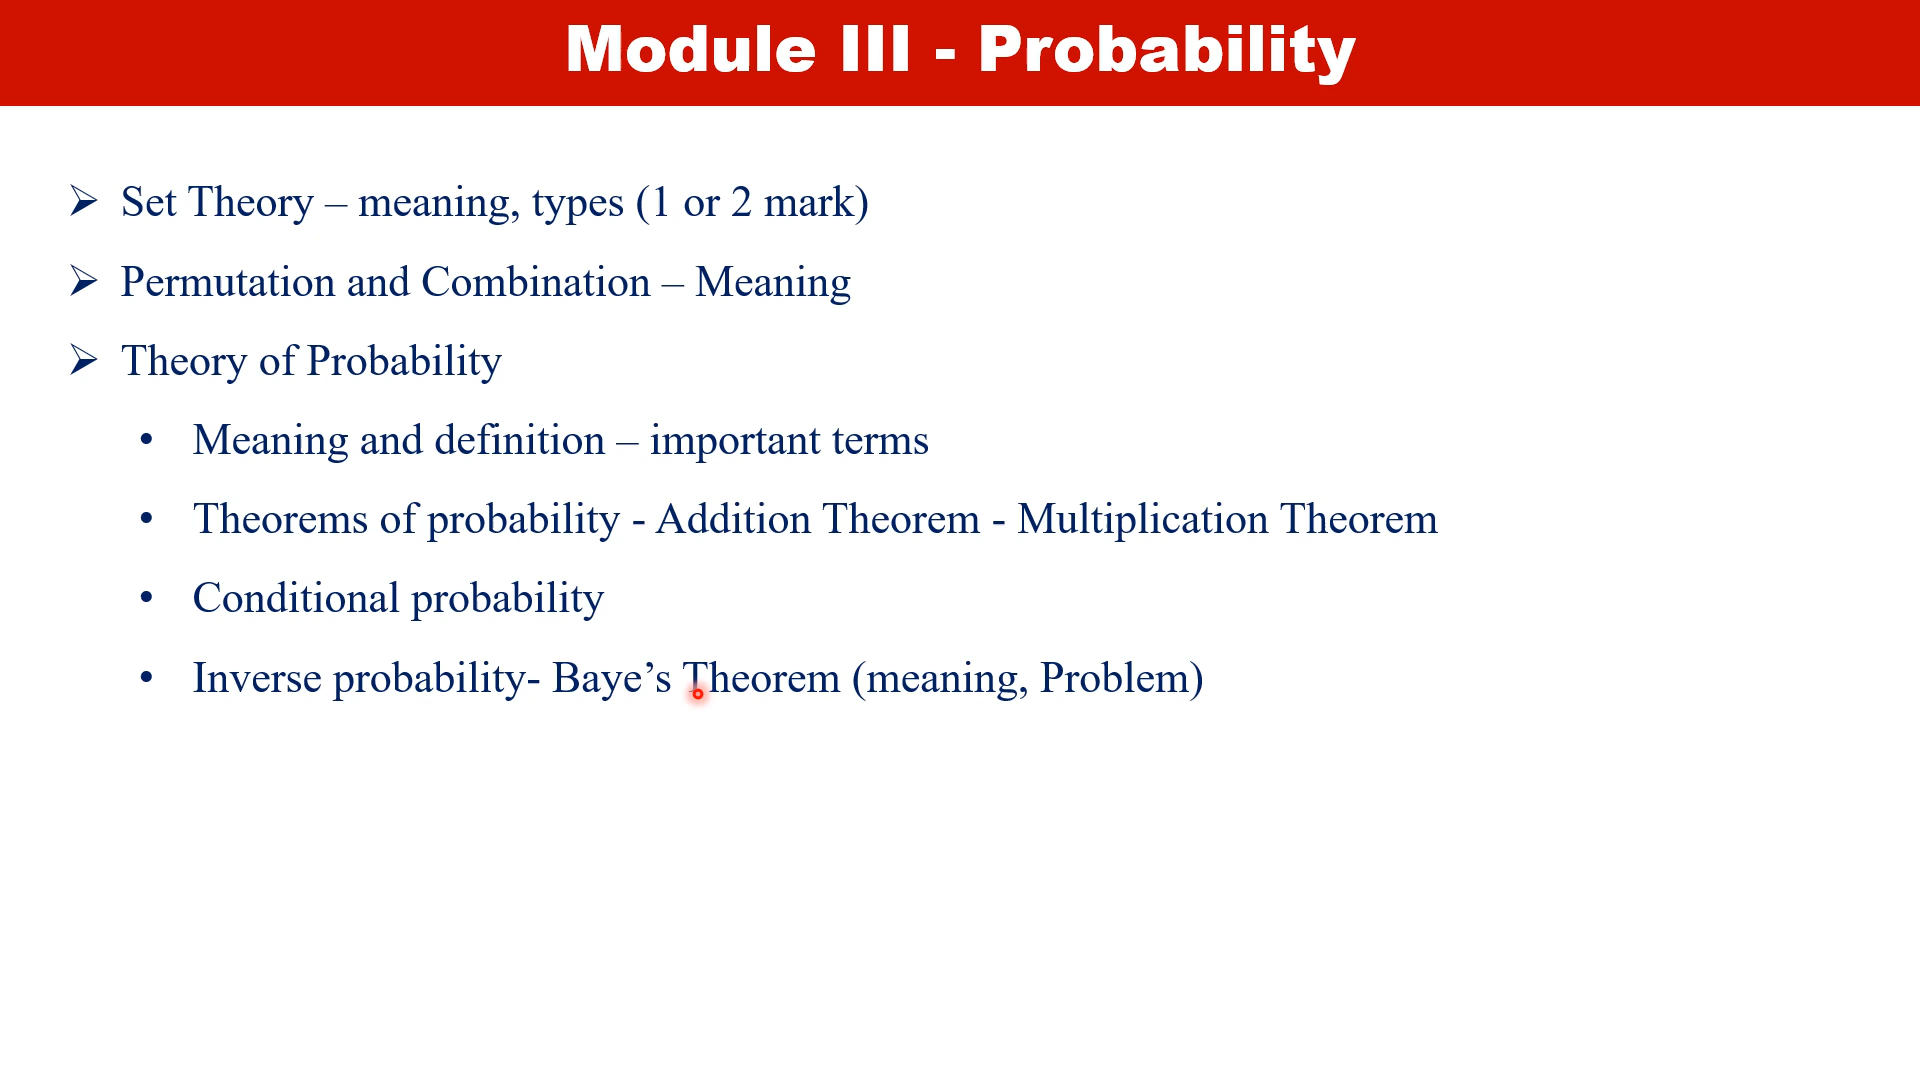 Module III - Probability
➢ Set Theory – meaning, types (1 or 2 mark)
➢ Permutation and Combination – Meaning
➢ Theory of Probability
• Meaning and definition – important terms
• Theorems of probability - Addition Theorem - Multiplication Theorem
• Conditional probability
• Inverse probability- Baye’s Theorem (meaning, Problem)